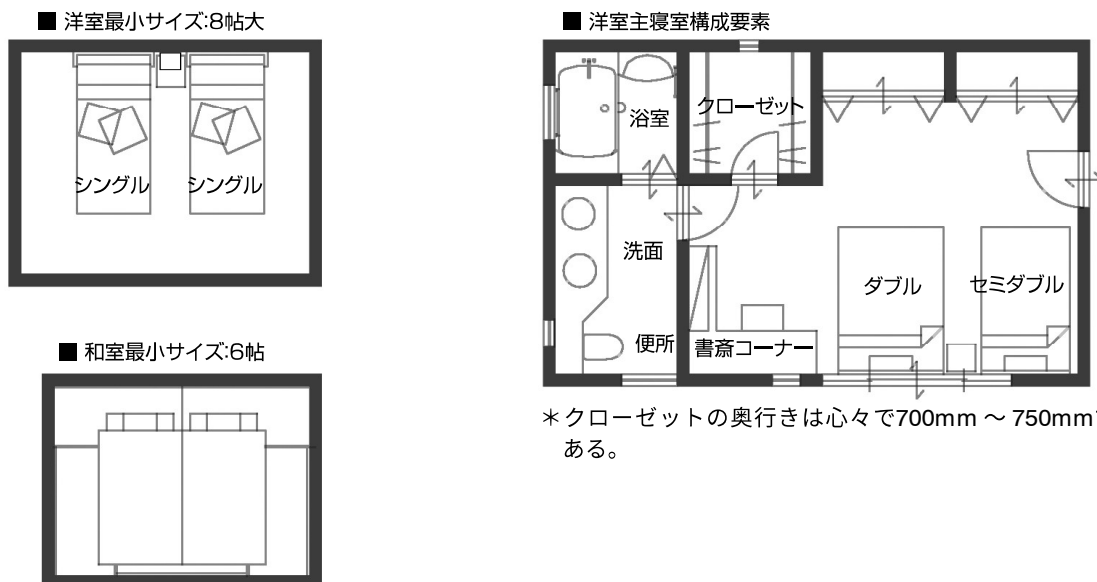 ■ 洋室最小サイズ:8帖大
シングル
シングル
■ 和室最小サイズ:6帖
■ 洋室主寝室構成要素
浴室
クローゼット
洗面
便所
書斎コーナー
ダブル
セミダブル
＊クローゼットの奥行きは心々で700mm ～ 750mm
ある。